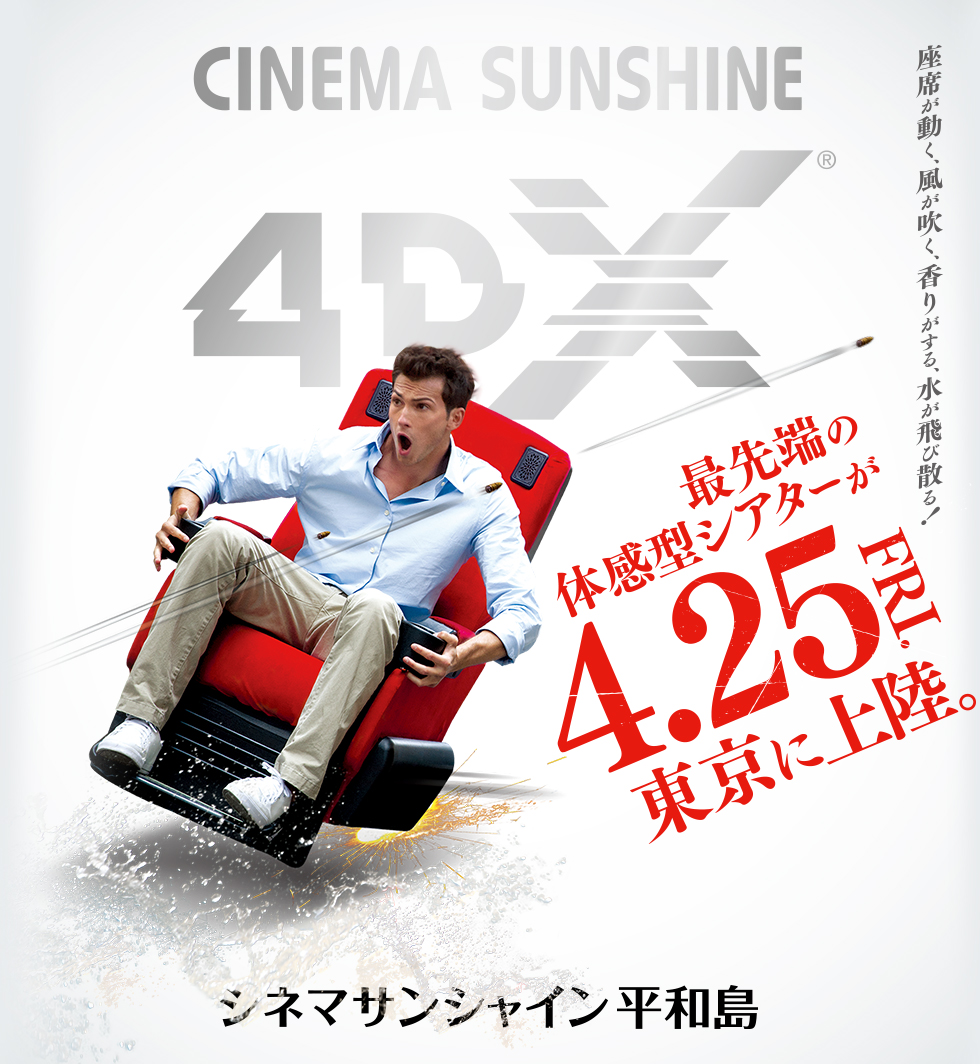 CINEMA SUNSHINE
4DX®
座席が動く、風が吹く、香りがする、水が飛び散る!
最先端の
体感型シアターが
4.25 FRI.
東京に上陸。
シネマサンシャイン平和島